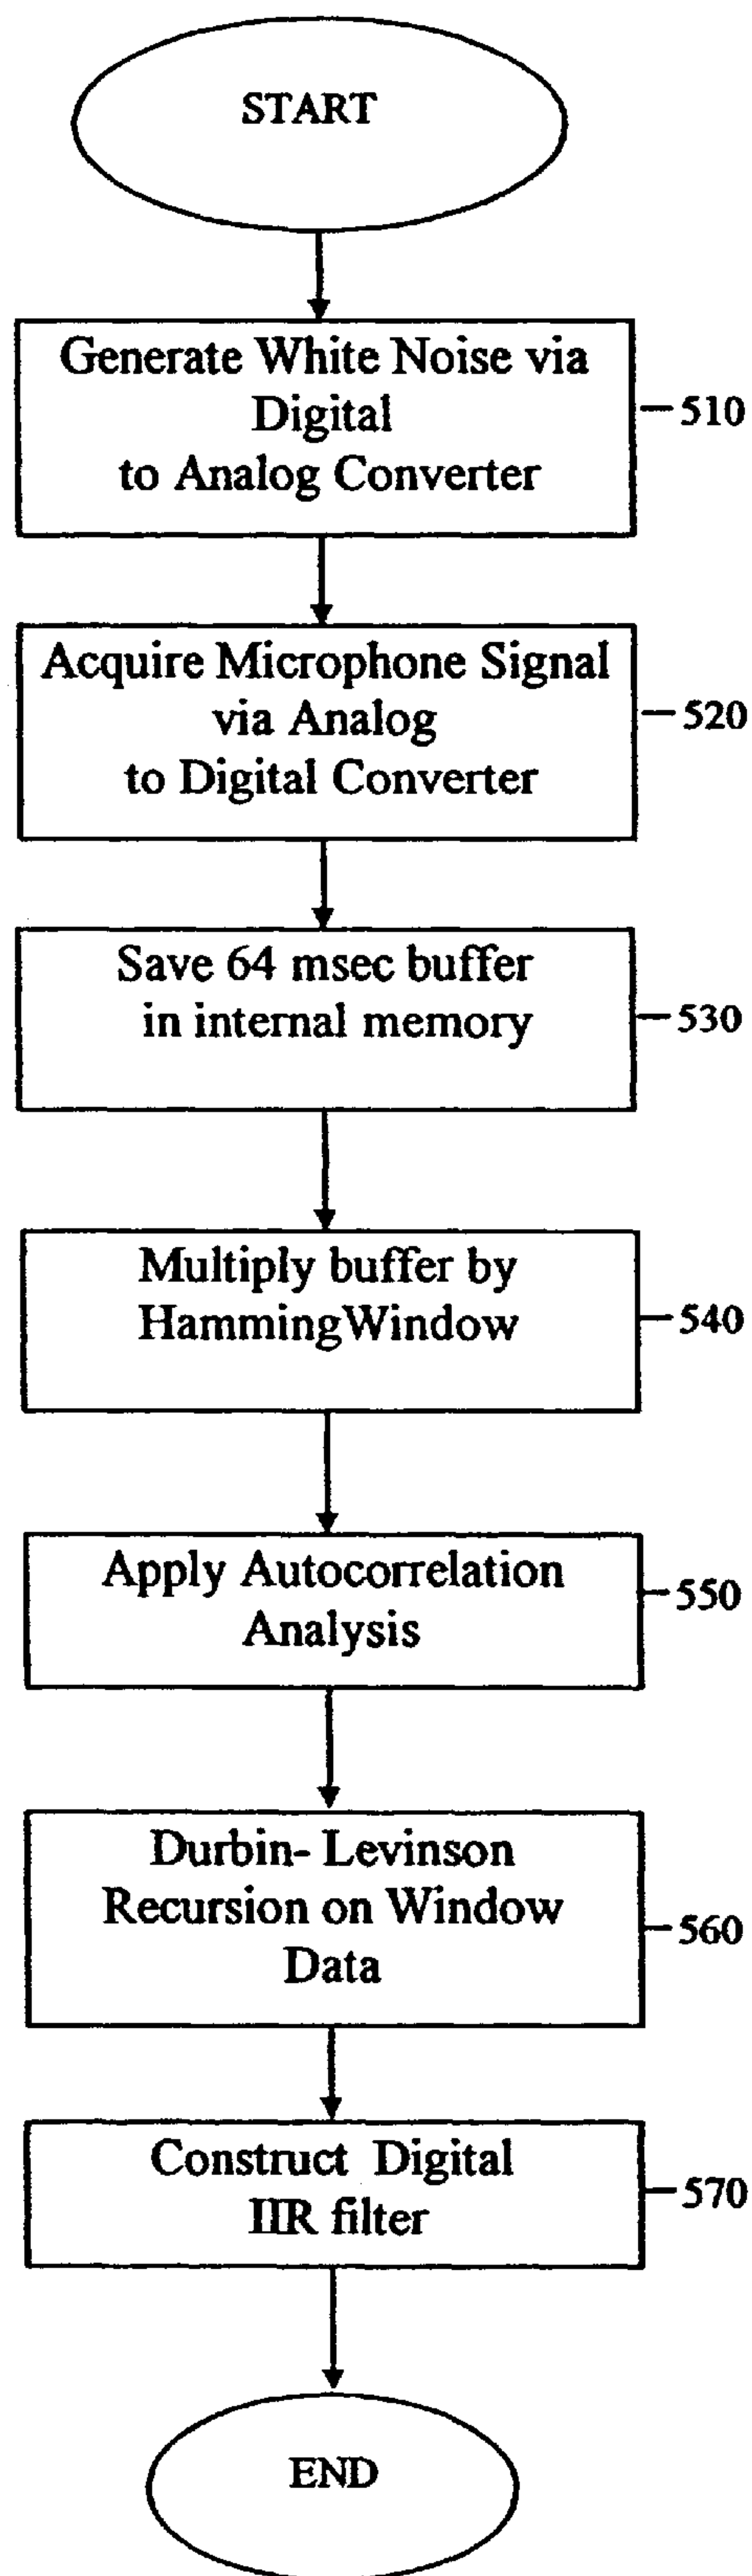 START
Generate White Noise via
Digital
to Analog Converter
510
Acquire Microphone Signal
via Analog
to Digital Converter
520
Save 64 msec buffer
in internal memory
530
Multiply buffer by
HammingWindow
540
Apply Autocorrelation
Analysis
550
Durbin- Levinson
Recursion on Window
Data
560
Construct Digital
IIR filter
570
END